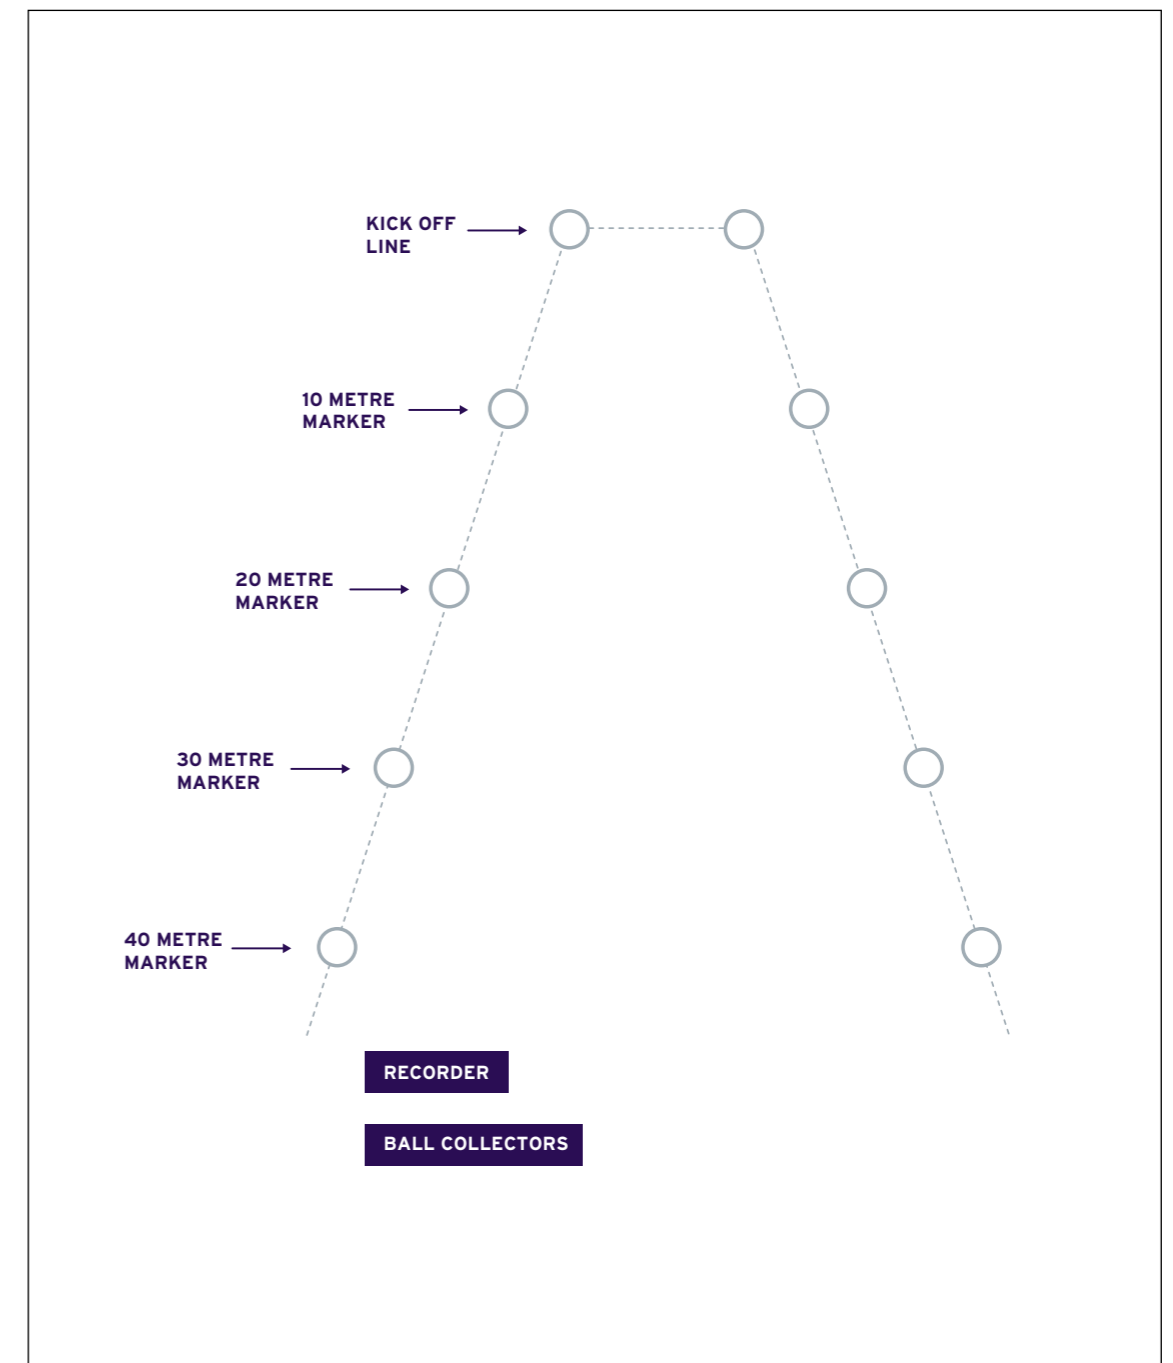 KICK OFF
LINE
10 METRE
MARKER
20 METRE
MARKER
30 METRE
MARKER
40 METRE
MARKER
RECORDER
BALL COLLECTORS